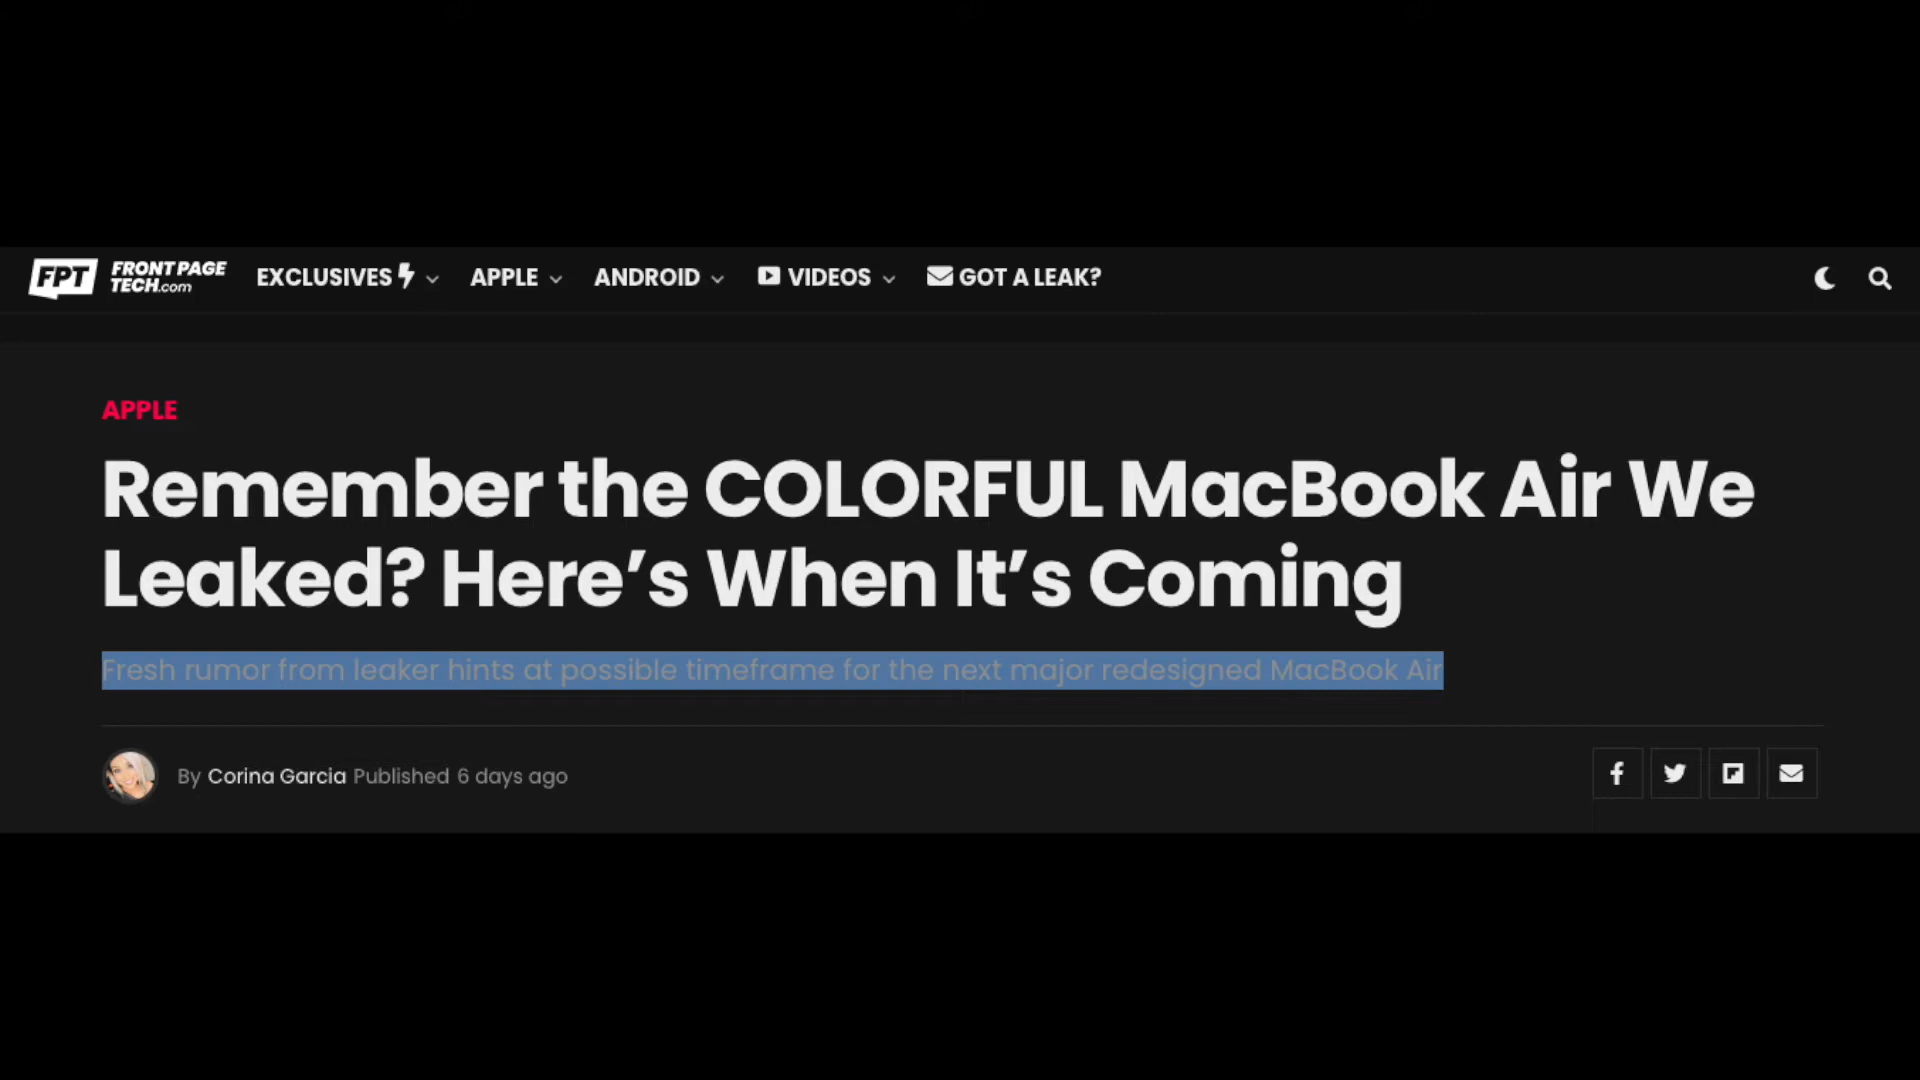 FPT FRONT PAGE TECH.com EXCLUSIVES APPLE ANDROID VIDEOS GOT A LEAK?
APPLE
Remember the COLORFUL MacBook Air We
Leaked? Here’s When It’s Coming
Fresh rumor from leaker hints at possible timeframe for the next major redesigned MacBook Air
By Corina Garcia Published 6 days ago